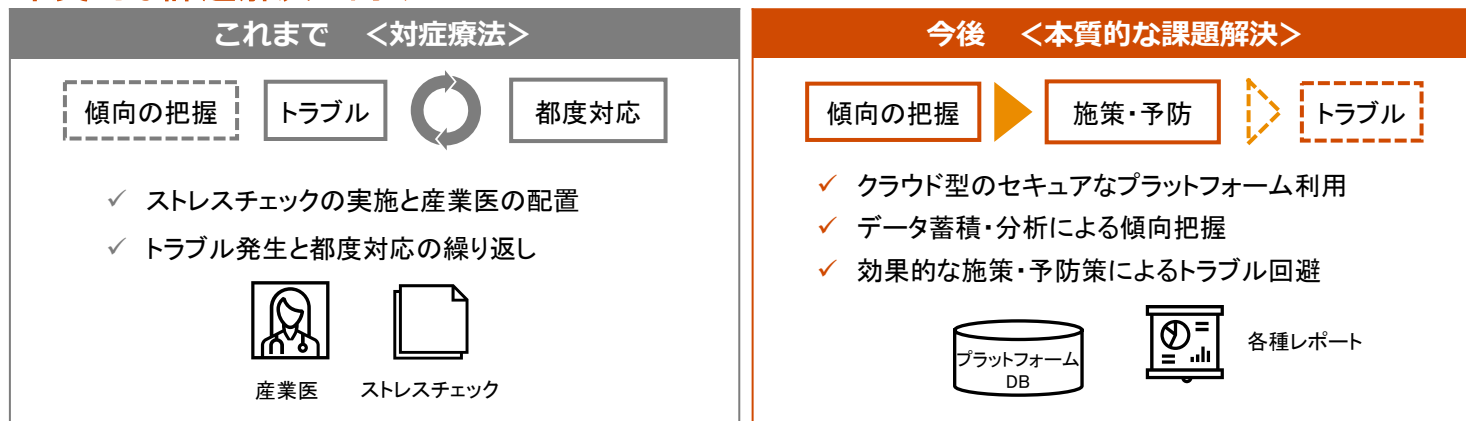 これまで　＜対症療法＞
傾向の把握
トラブル
都度対応
✓ ストレスチェックの実施と産業医の配置
✓ トラブル発生と都度対応の繰り返し
産業医
ストレスチェック
今後　＜本質的な課題解決＞
傾向の把握
施策・予防
トラブル
✓ クラウド型のセキュアなプラットフォーム利用
✓ データ蓄積・分析による傾向把握
✓ 効果的な施策・予防策によるトラブル回避
プラットフォーム
DB
各種レポート